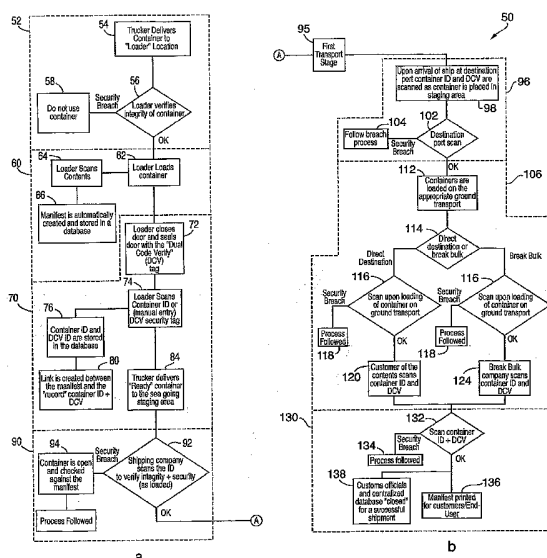 52
54
Trucker Delivers
Container to
"Loader" Location
58
Do not use
container
Security
Breach
56
Loader verifies
integrity of container
OK
60
64
Loader Scans
Contents
62
Loader Loads
container
66
Manifest is automatically
created and stored in a
database
72
Loader closes
door and seals
door with the "Dual
Code Verify"
(DCV)
tag
70
74
Loader Scans
Container ID or
(manual entry)
DCV security tag
76
Container ID and
DCV ID are stored
in the database
80
Link is created between
the manifest and the
"record" container ID +
DCV
84
Trucker delivers
"Ready" container
to the sea going
staging area
90
94
Container is open
and checked
against the
manifest
Security
Breach
92
Shipping company
scans the ID
to verify integrity + security
(as loaded)
Process Followed
OK
A
a
50
95
A
First
Transport
Stage
Upon arrival of ship at destination
port container ID and DCV are
scanned as container is placed in
staging area
96
98
104
Follow breach
process
Security
Breach
102
Destination
port scan
OK
106
112
Containers are
loaded on the
appropriate ground
transport
114
Direct
destination or
break bulk
Direct
Destination
Break Bulk
116
Scan upon loading
of container on
ground transport
116
Scan upon loading
of container on
ground transport
Security
Breach
Process
Followed
118
OK
Security
Breach
Process
Followed
118
OK
120
Customer of the
contents scans
container ID and
DCV
124
Break Bulk
company scans
container ID and
DCV
130
132
Scan container
ID + DCV
134
Security
Breach
Process followed
OK
138
Customs officials
and centralized
database "closed"
for a successful
shipment
136
Manifest printed
for customers/End-
User
b